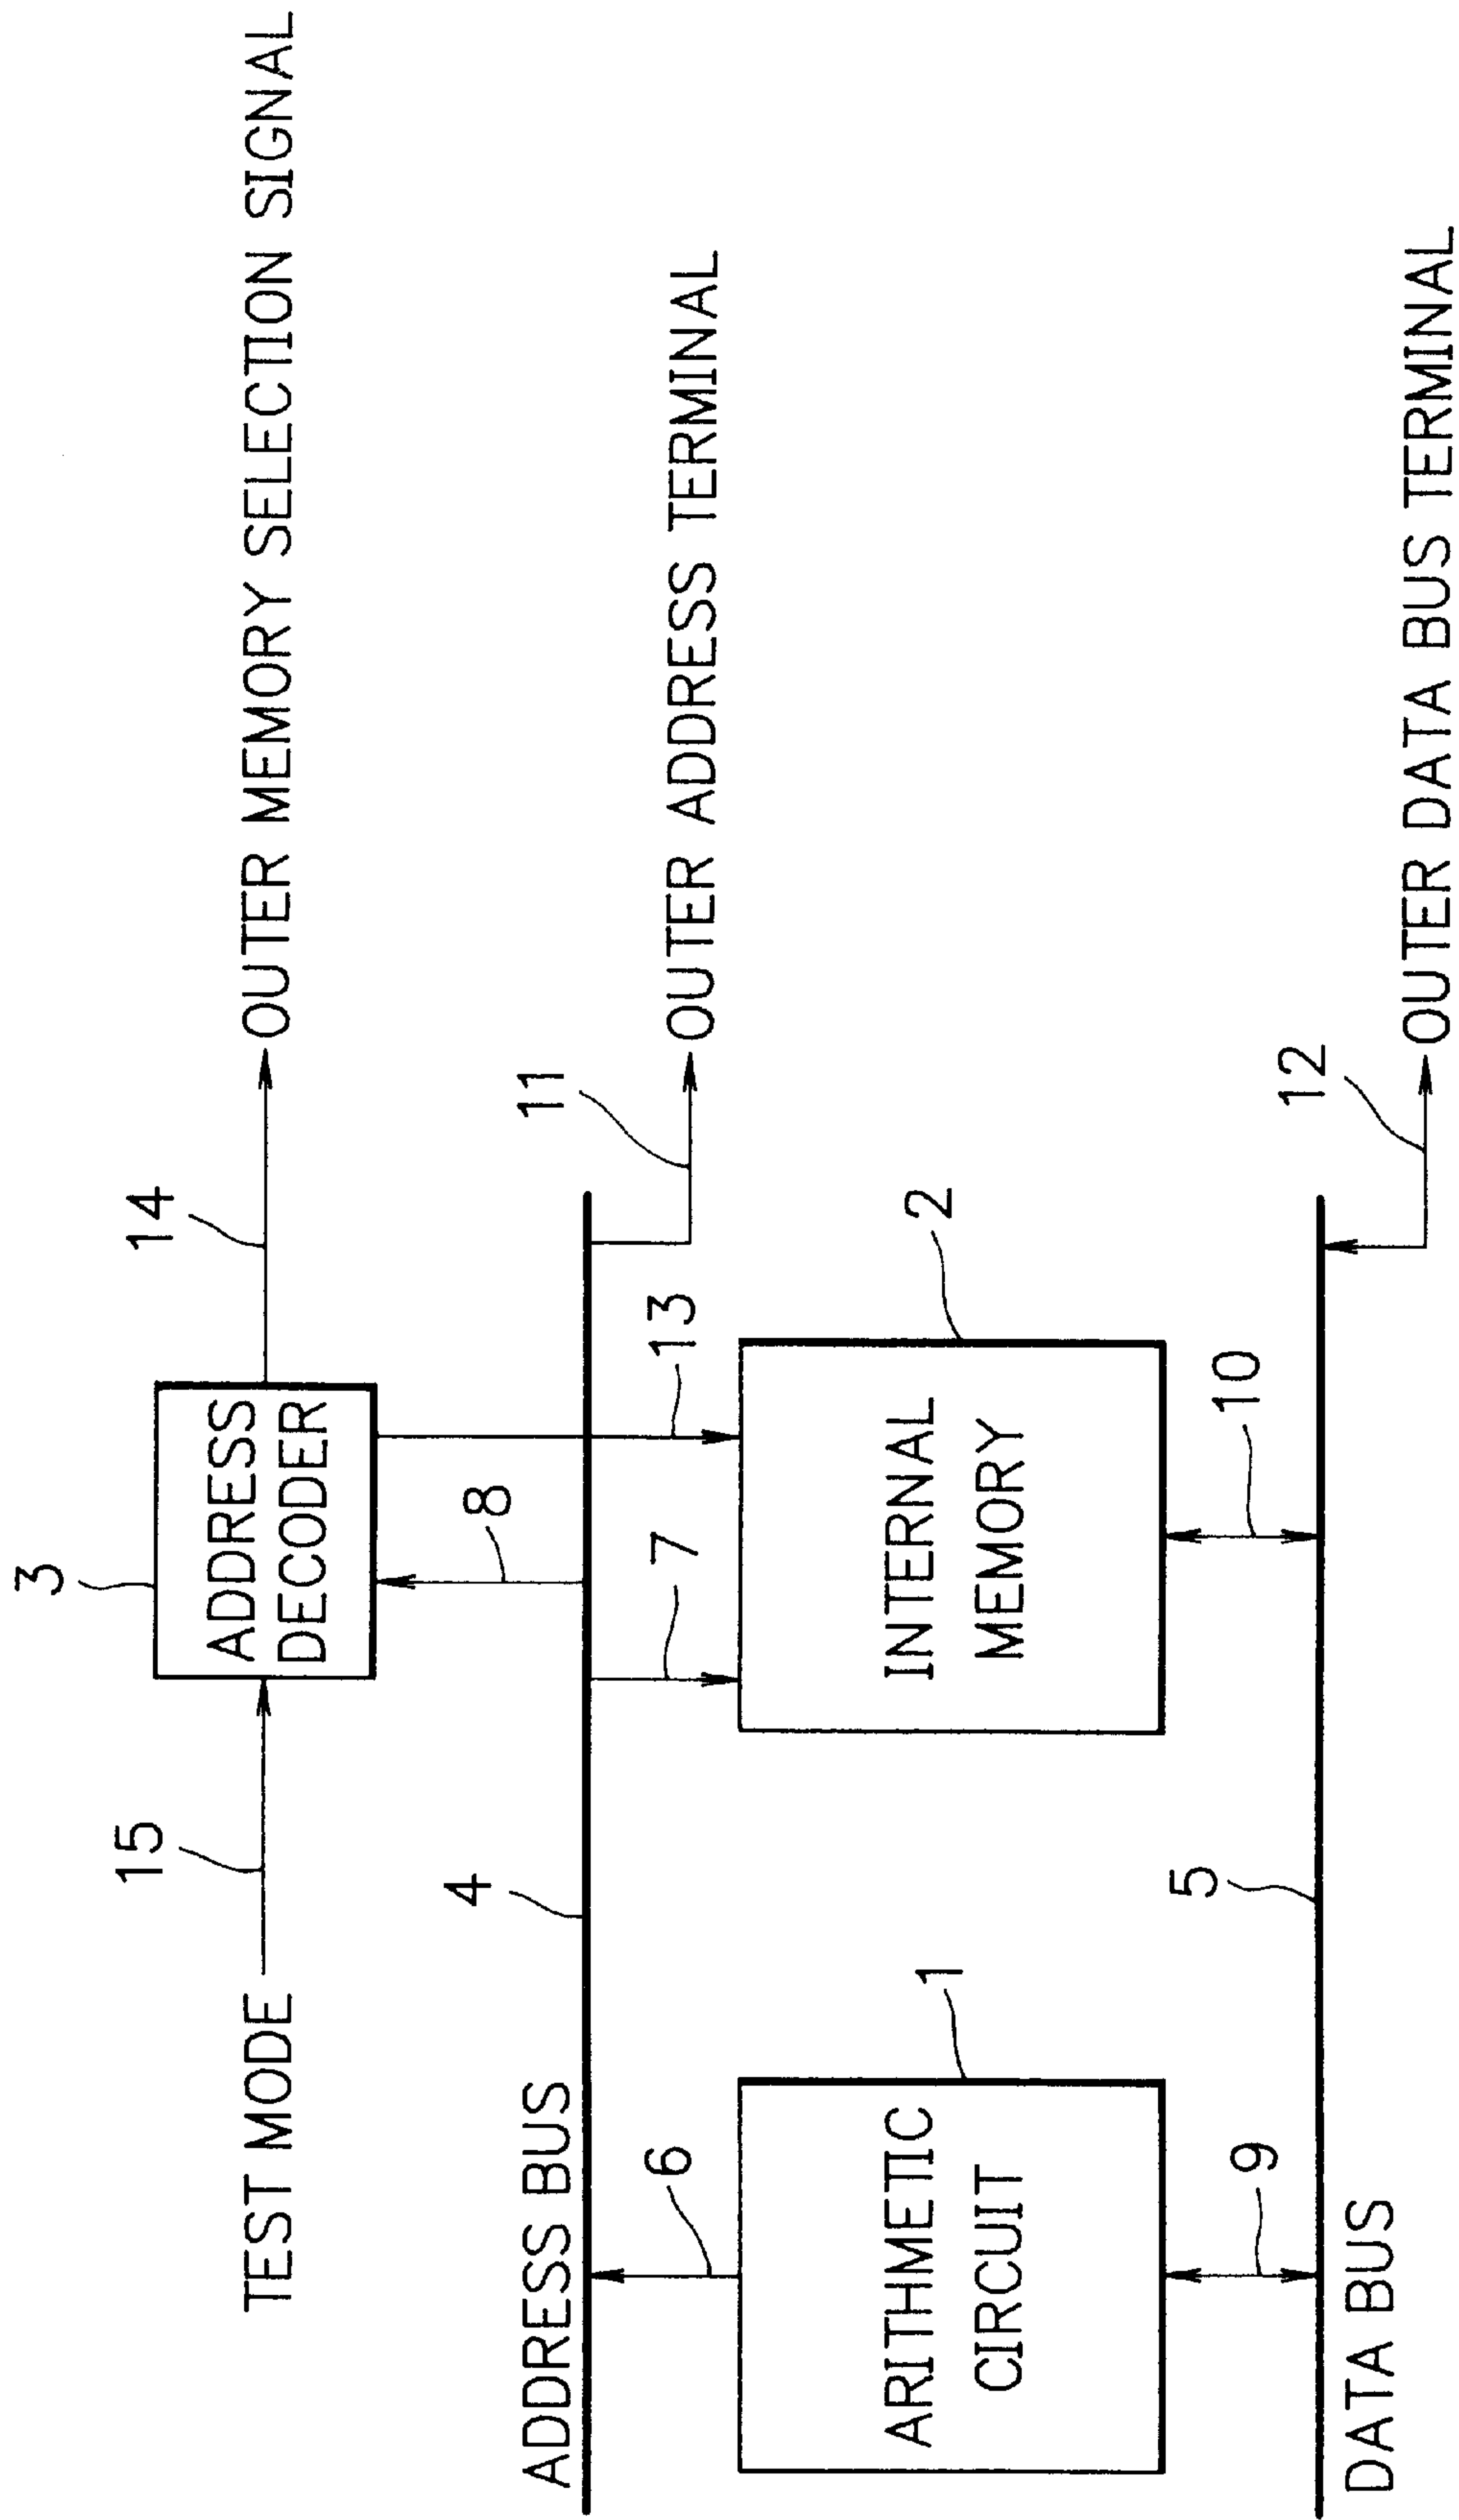 3
14
15
TEST MODE
ADDRESS
DECODER
OUTER MEMORY SELECTION SIGNAL
8
11
4
ADDRESS BUS
6
7
13
OUTER ADDRESS TERMINAL
1
2
ARITHMETIC
CIRCUIT
INTERNAL
MEMORY
5
9
10
12
DATA BUS
OUTER DATA BUS TERMINAL